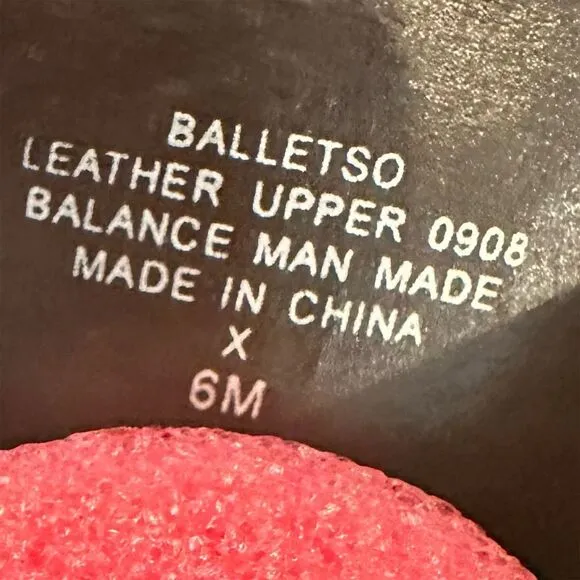 BALLETSO
LEATHER UPPER 0908
BALANCE MAN MADE
MADE IN CHINA
X
6M